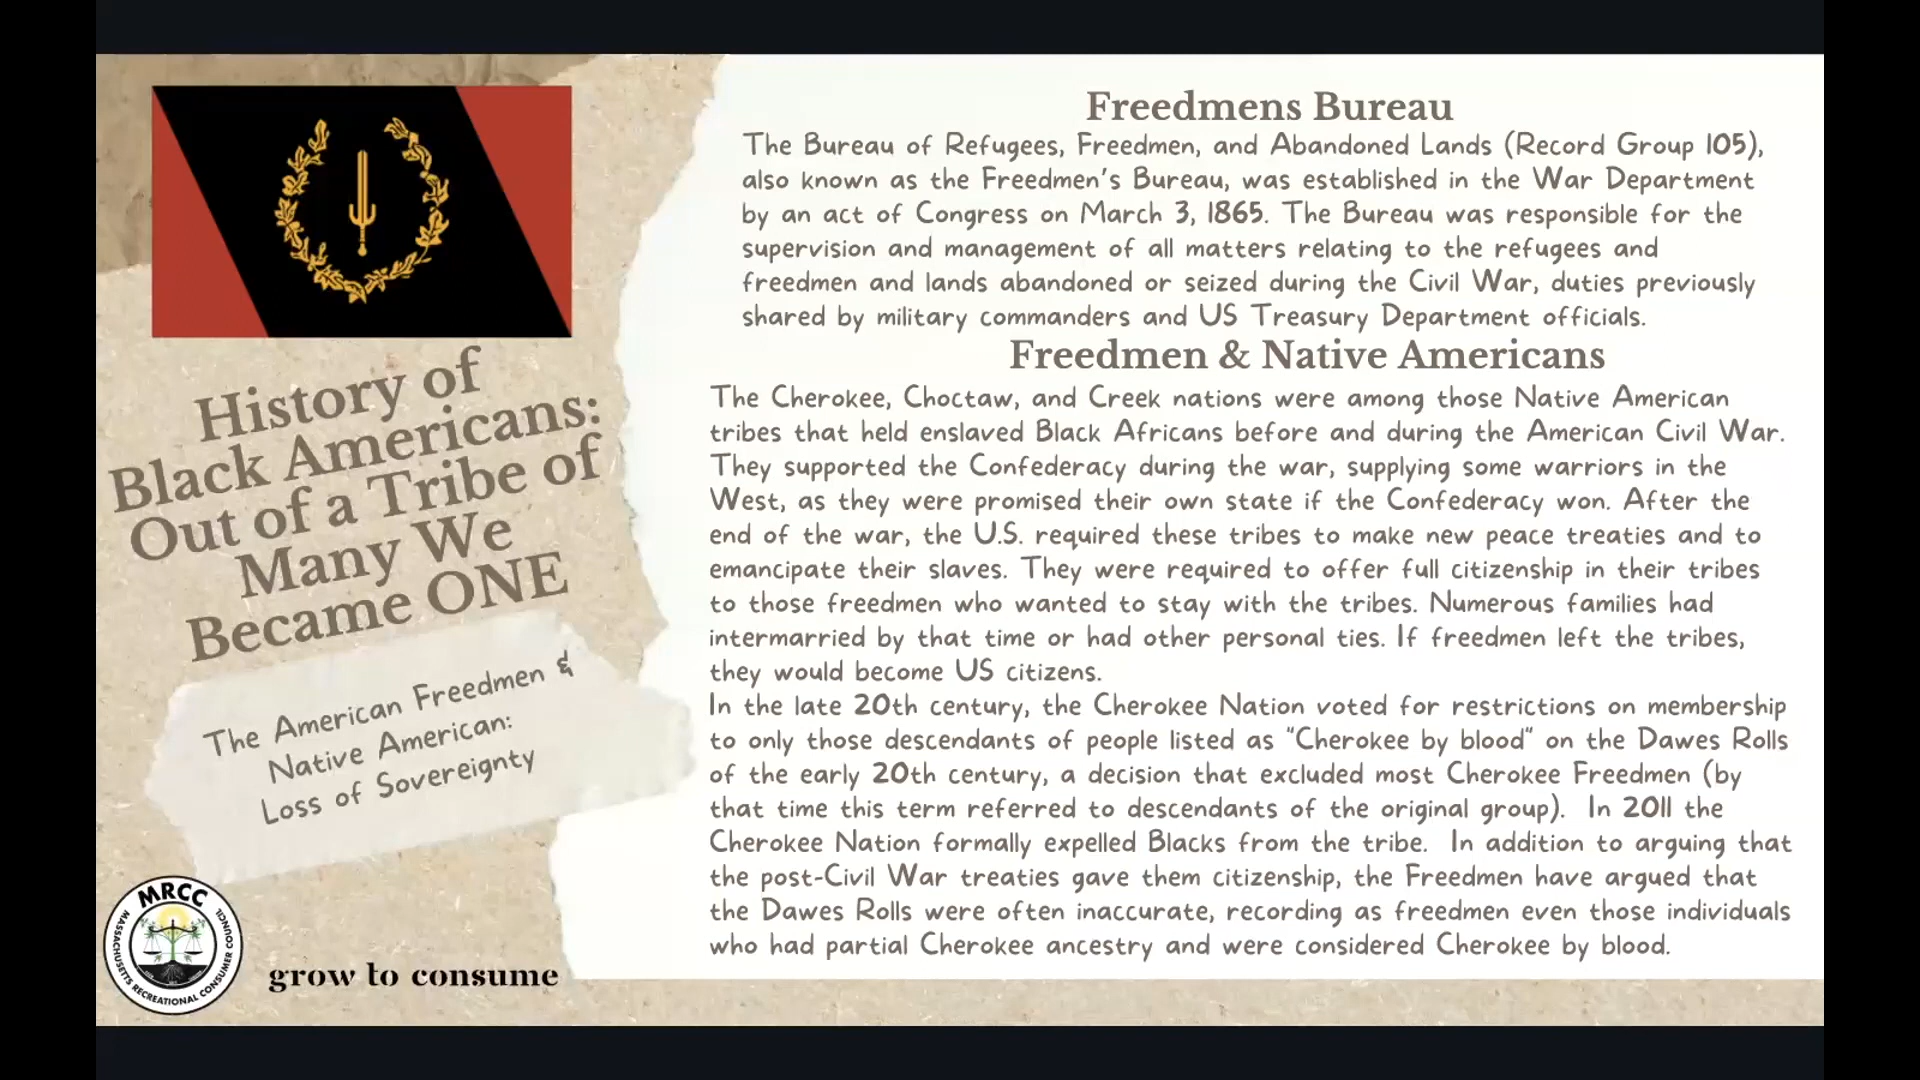 History of
Black Americans:
Out of a Tribe of
Many We
Became ONE
The American Freedmen &
Native American:
Loss of Sovereignty
MRCC
MASSACHUSETTS RECREATIONAL CONSUMER COUNCIL
grow to consume
Freedmens Bureau
The Bureau of Refugees, Freedmen, and Abandoned Lands (Record Group 105),
also known as the Freedmen's Bureau, was established in the War Department
by an act of Congress on March 3, 1865. The Bureau was responsible for the
supervision and management of all matters relating to the refugees and
freedmen and lands abandoned or seized during the Civil War, duties previously
shared by military commanders and US Treasury Department officials.
Freedmen & Native Americans
The Cherokee, Choctaw, and Creek nations were among those Native American
tribes that held enslaved Black Africans before and during the American Civil War.
They supported the Confederacy during the war, supplying some warriors in the
West, as they were promised their own state if the Confederacy won. After the
end of the war, the U.S. required these tribes to make new peace treaties and to
emancipate their slaves. They were required to offer full citizenship in their tribes
to those freedmen who wanted to stay with the tribes. Numerous families had
intermarried by that time or had other personal ties. If freedmen left the tribes,
they would become US citizens.
In the late 20th century, the Cherokee Nation voted for restrictions on membership
to only those descendants of people listed as "Cherokee by blood" on the Dawes Rolls
of the early 20th century, a decision that excluded most Cherokee Freedmen (by
that time this term referred to descendants of the original group). In 2011 the
Cherokee Nation formally expelled Blacks from the tribe. In addition to arguing that
the post-Civil War treaties gave them citizenship, the Freedmen have argued that
the Dawes Rolls were often inaccurate, recording as freedmen even those individuals
who had partial Cherokee ancestry and were considered Cherokee by blood.